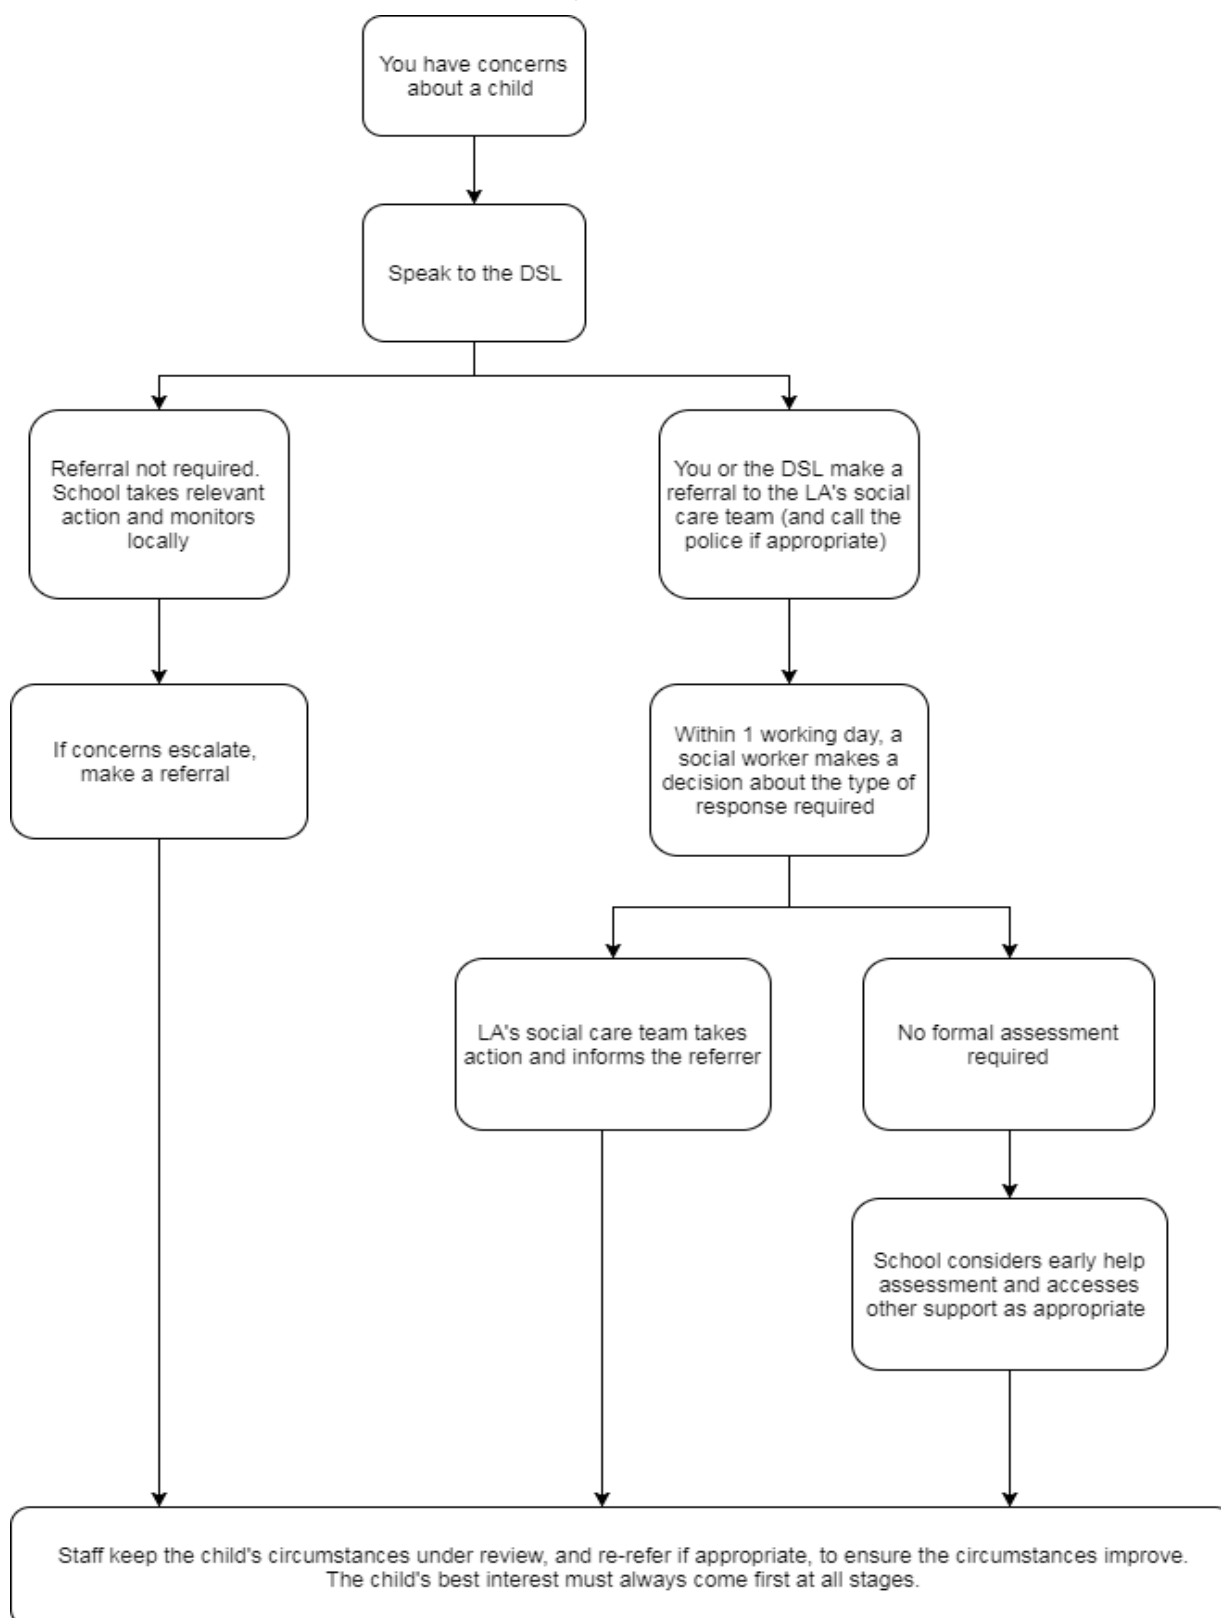 You have concerns
about a child
Speak to the DSL
Referral not required.
School takes relevant
action and monitors
locally
You or the DSL make a
referral to the LA's social
care team (and call the
police if appropriate)
If concerns escalate,
make a referral
Within 1 working day, a
social worker makes a
decision about the type of
response required
LA's social care team takes
action and informs the referrer
No formal assessment
required
School considers early help
assessment and accesses
other support as appropriate
Staff keep the child's circumstances under review, and re-refer if appropriate, to ensure the circumstances improve.
The child's best interest must always come first at all stages.